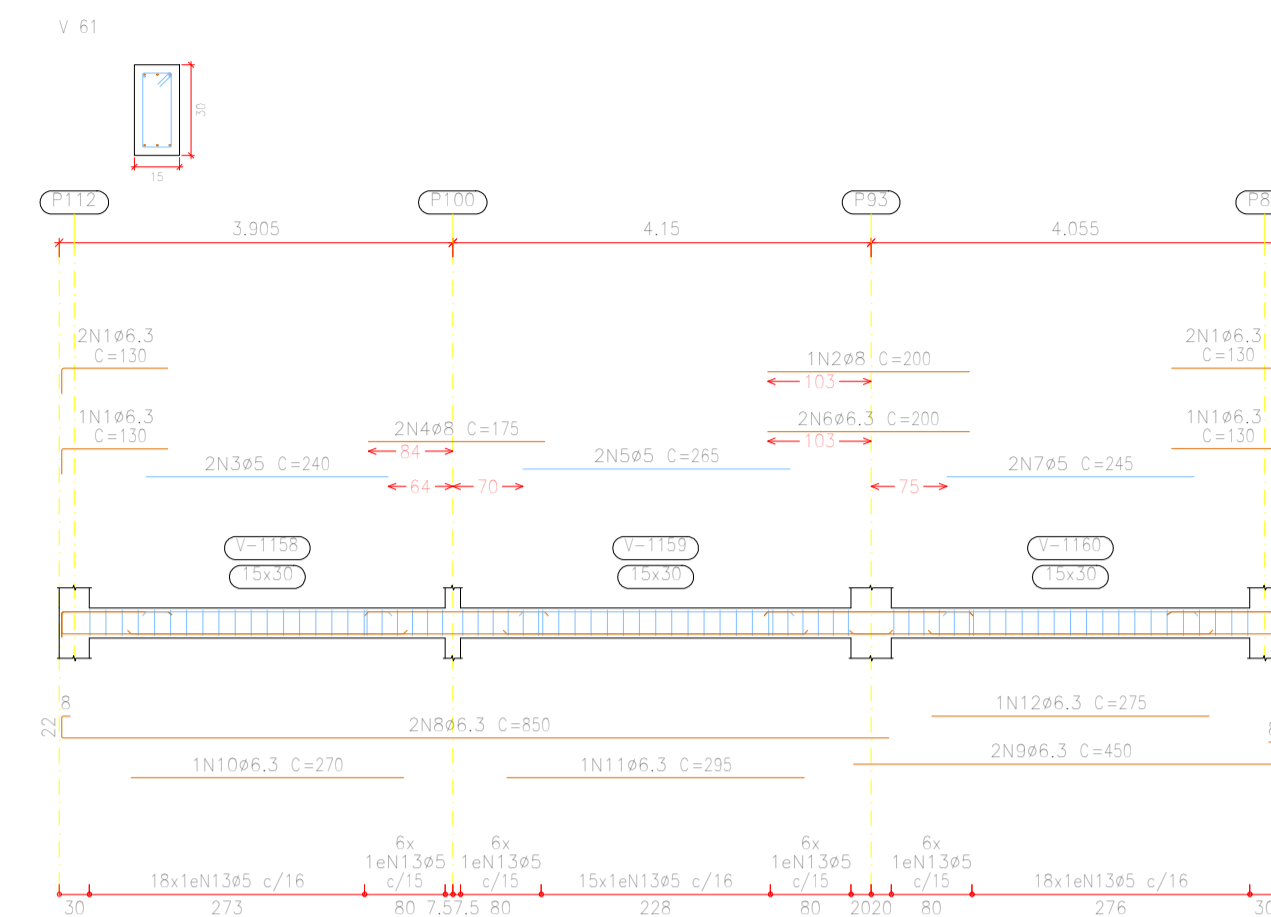 V 61
30
15
P112
P100
P93
P8
3.905
4.15
4.055
2N1ø6.3
C=130
1N2ø8 C=200
103
2N1ø6.3
C=130
1N1ø6.3
C=130
2N4ø8 C=175
84
2N6ø6.3 C=200
103
1N1ø6.3
C=130
2N3ø5 C=240
64
70
2N5ø5 C=265
75
2N7ø5 C=245
V-1158
15x30
V-1159
15x30
V-1160
15x30
8
22
2N8ø6.3 C=850
1N12ø6.3 C=275
2N9ø6.3 C=450
1N10ø6.3 C=270
1N11ø6.3 C=295
18x1eN13ø5 c/16
6x
1eN13ø5
c/15
6x
1eN13ø5
c/15
15x1eN13ø5 c/16
6x
1eN13ø5
c/15
6x
1eN13ø5
c/15
18x1eN13ø5 c/16
30 273 80 7.57.5 80 228 80 2020 80 276 30